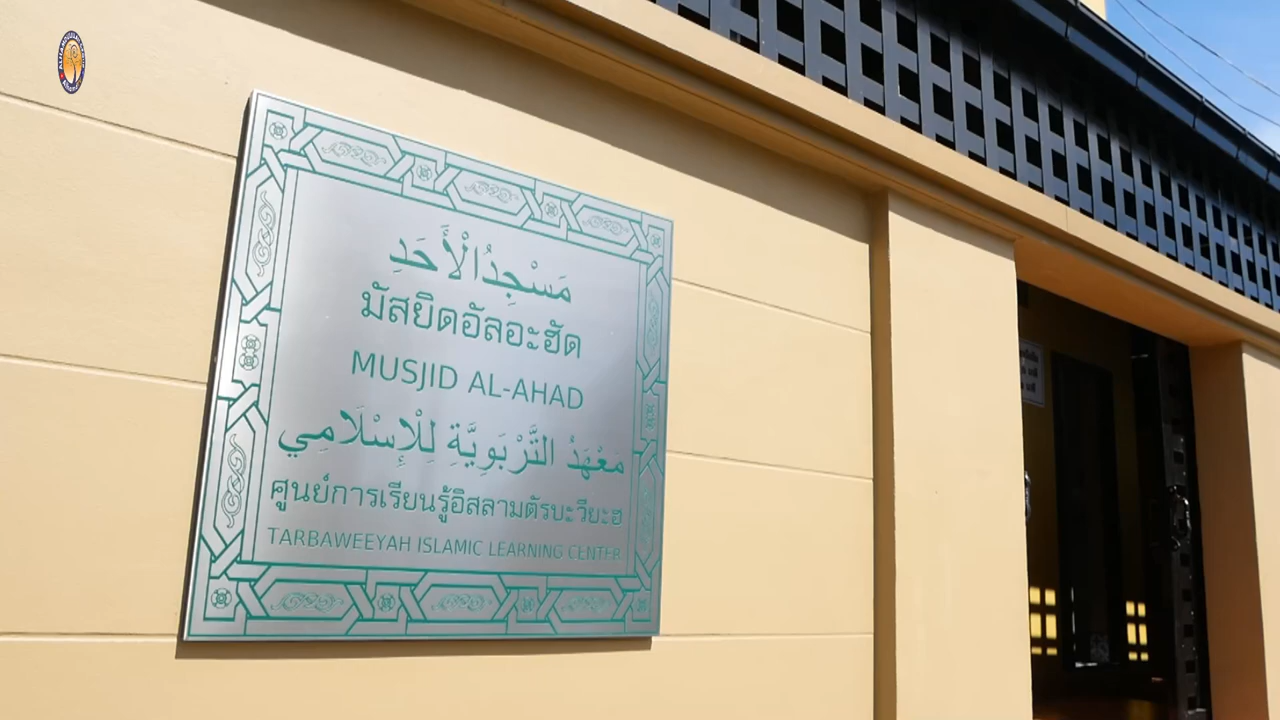 مَسْجِدُالْأَحَدِ
มัสยิดอัลอะฮัด
MUSJID AL-AHAD
مَعْهَدُ التَّرْبَوِيَّةِ لِلْإِسْلَامِي
ศูนย์การเรียนรู้อิสลามตัรบะวียะฮ
TARBAWEEYAH ISLAMIC LEARNING CENTER